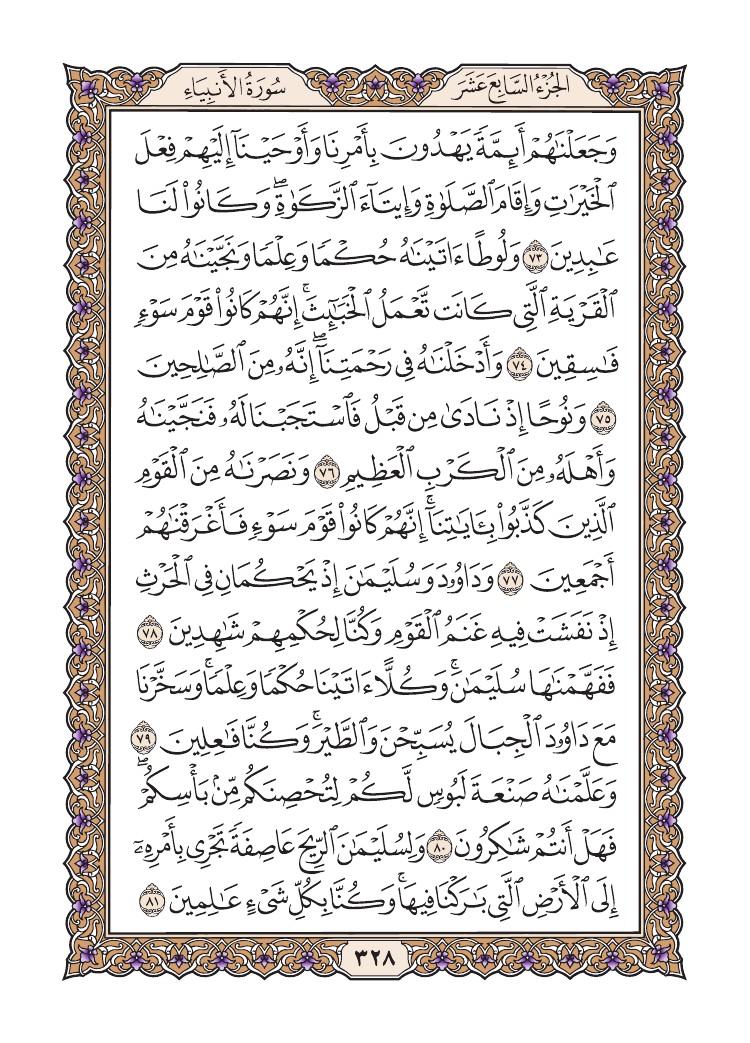 الجُزْءُ السَّابِعَ عَشَرَ
سُورَةُ الأَنبِيَاءِ
وَجَعَلْنَٰهُمْ أَئِمَّةً يَهْدُونَ بِأَمْرِنَا وَأَوْحَيْنَآ إِلَيْهِمْ فِعْلَ
ٱلْخَيْرَٰتِ وَإِقَامَ ٱلصَّلَوٰةِ وَإِيتَآءَ ٱلزَّكَوٰةِۖ وَكَانُوا۟ لَنَا
عَٰبِدِينَ ٧٣ وَلُوطًا ءَاتَيْنَٰهُ حُكْمًا وَعِلْمًا وَنَجَّيْنَٰهُ مِنَ
ٱلْقَرْيَةِ ٱلَّتِى كَانَت تَّعْمَلُ ٱلْخَبَٰٓئِثَۚ إِنَّهُمْ كَانُوا۟ قَوْمَ سَوْءٍ
فَٰسِقِينَ ٧٤ وَأَدْخَلْنَٰهُ فِى رَحْمَتِنَآۖ إِنَّهُۥ مِنَ ٱلصَّٰلِحِينَ
٧٥ وَنُوحًا إِذْ نَادَىٰ مِن قَبْلُ فَٱسْتَجَبْنَا لَهُۥ فَنَجَّيْنَٰهُ
وَأَهْلَهُۥ مِنَ ٱلْكَرْبِ ٱلْعَظِيمِ ٧٦ وَنَصَرْنَٰهُ مِنَ ٱلْقَوْمِ
ٱلَّذِينَ كَذَّبُوا۟ بِـَٔايَٰتِنَآۚ إِنَّهُمْ كَانُوا۟ قَوْمَ سَوْءٍ فَأَغْرَقْنَٰهُمْ
أَجْمَعِينَ ٧٧ وَدَاوُۥدَ وَسُلَيْمَٰنَ إِذْ يَحْكُمَانِ فِى ٱلْحَرْثِ
إِذْ نَفَشَتْ فِيهِ غَنَمُ ٱلْقَوْمِ وَكُنَّا لِحُكْمِهِمْ شَٰهِدِينَ ٧٨
فَفَهَّمْنَٰهَا سُلَيْمَٰنَۚ وَكُلًّا ءَاتَيْنَا حُكْمًا وَعِلْمًاۚ وَسَخَّرْنَا
مَعَ دَاوُۥدَ ٱلْجِبَالَ يُسَبِّحْنَ وَٱلطَّيْرَۚ وَكُنَّا فَٰعِلِينَ ٧٩
وَعَلَّمْنَٰهُ صَنْعَةَ لَبُوسٍ لَّكُمْ لِتُحْصِنَكُم مِّنۢ بَأْسِكُمْۖ
فَهَلْ أَنتُمْ شَٰكِرُونَ ٨٠ وَلِسُلَيْمَٰنَ ٱلرِّيحَ عَاصِفَةً تَجْرِى بِأَمْرِهِۦٓ
إِلَى ٱلْأَرْضِ ٱلَّتِى بَٰرَكْنَا فِيهَاۚ وَكُنَّا بِكُلِّ شَىْءٍ عَٰلِمِينَ ٨١
٣٢٨